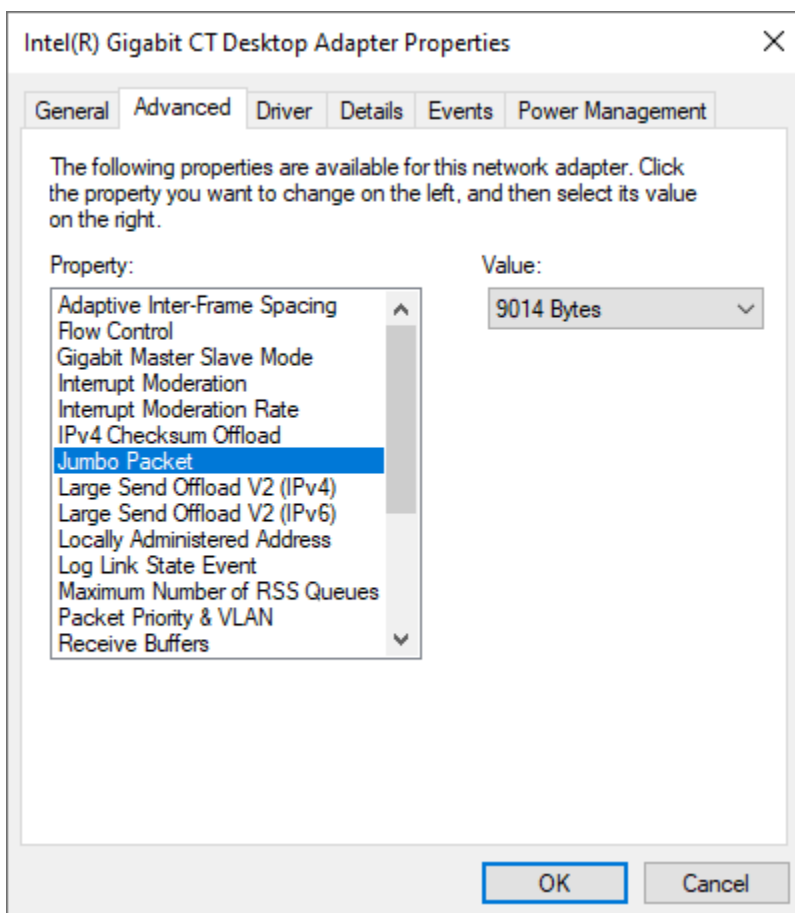 Intel(R) Gigabit CT Desktop Adapter Properties
General Advanced Driver Details Events Power Management
The following properties are available for this network adapter. Click
the property you want to change on the left, and then select its value
on the right.
Property:
Value:
Adaptive Inter-Frame Spacing
9014 Bytes
Flow Control
Gigabit Master Slave Mode
Interrupt Moderation
Interrupt Moderation Rate
IPv4 Checksum Offload
Jumbo Packet
Large Send Offload V2 (IPv4)
Large Send Offload V2 (IPv6)
Locally Administered Address
Log Link State Event
Maximum Number of RSS Queues
Packet Priority & VLAN
Receive Buffers
OK
Cancel